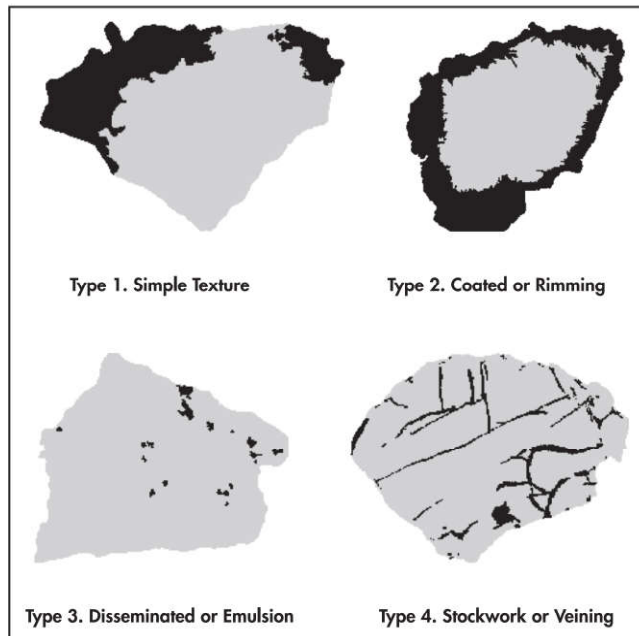 Type 1. Simple Texture
Type 2. Coated or Rimming
Type 3. Disseminated or Emulsion
Type 4. Stockwork or Veining